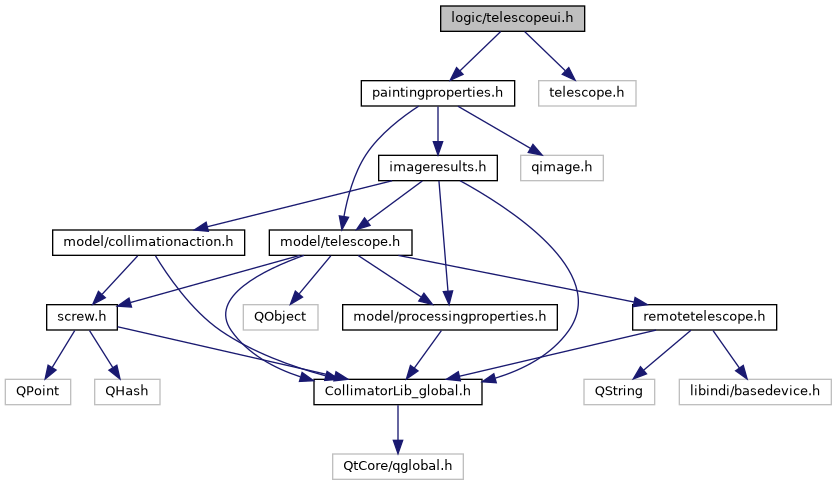 logic/telescopeui.h
paintingproperties.h
telescope.h
imageresults.h
qimage.h
model/collimationaction.h
model/telescope.h
screw.h
QObject
model/processingproperties.h
remotetelescope.h
QPoint
QHash
CollimatorLib_global.h
QString
libindi/basedevice.h
QtCore/qglobal.h